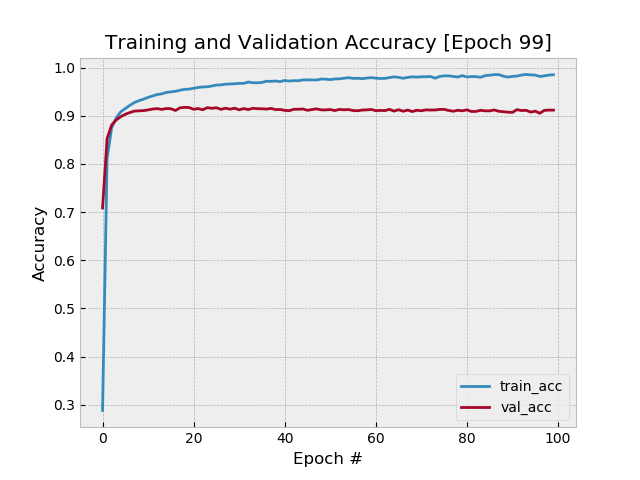 Training and Validation Accuracy [Epoch 99]
1.0
0.9
0.8
0.7
0.6
0.5
0.4
0.3
Accuracy
train_acc
val_acc
0 20 40 60 80 100
Epoch #